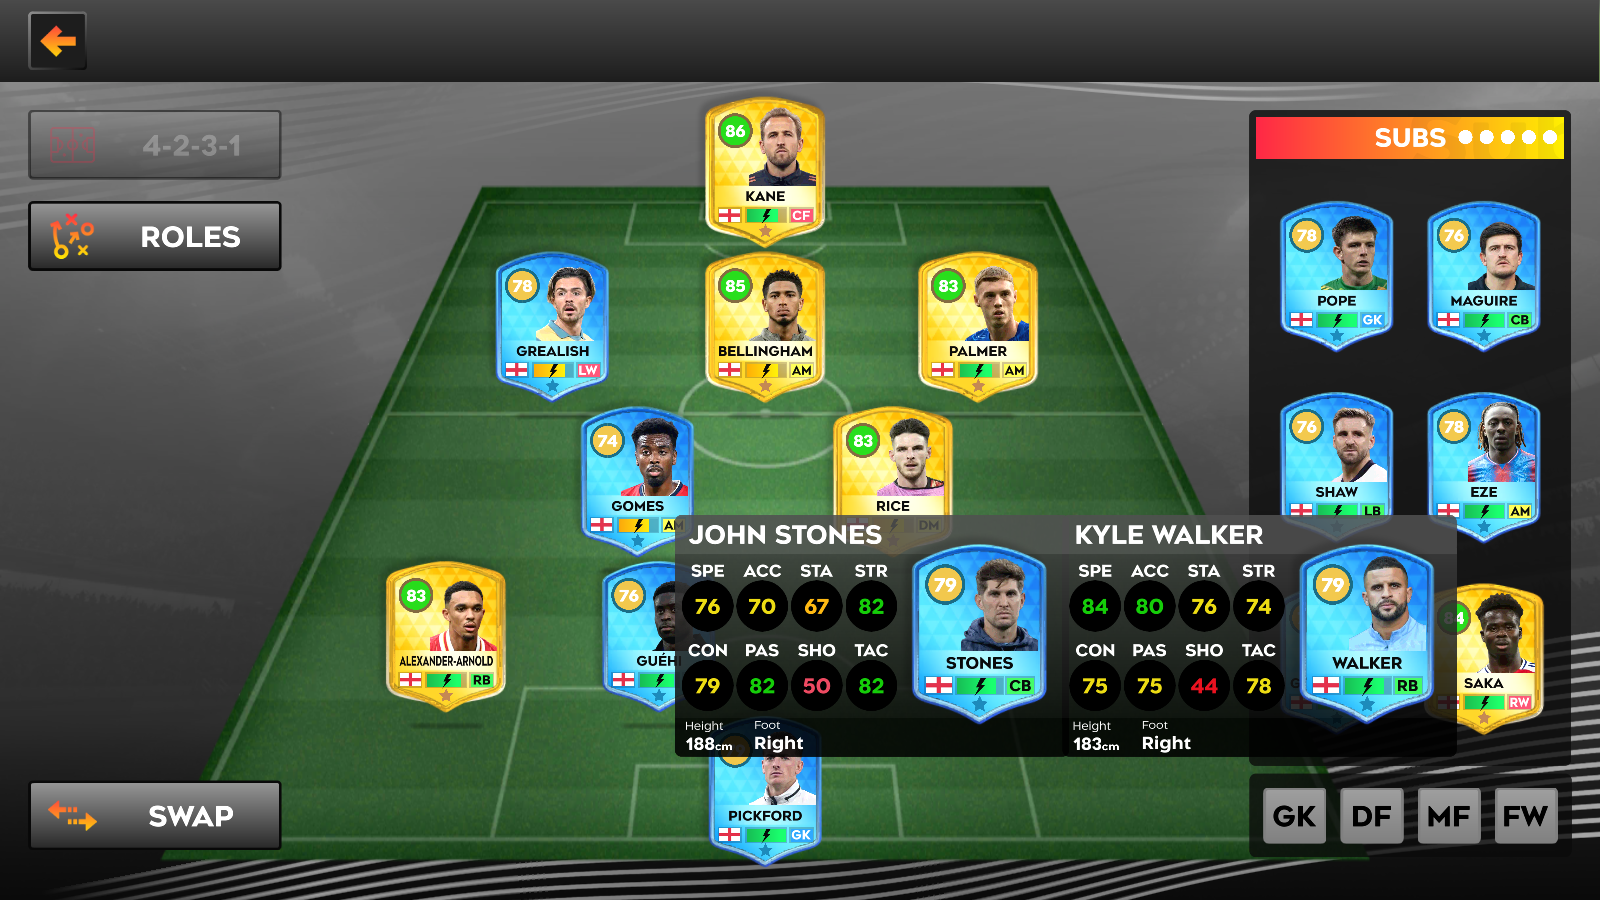 4-2-3-1
ROLES
SWAP
86
KANE
CF
78
GREALISH
LW
85
BELLINGHAM
AM
83
PALMER
AM
74
GOMES
AM
83
RICE
DM
83
ALEXANDER-ARNOLD
RB
76
GUÉHI
PICKFORD
GK
SUBS
78
POPE
GK
76
MAGUIRE
CB
76
SHAW
LB
78
EZE
AM
84
SAKA
RW
JOHN STONES
SPE ACC STA STR
76 70 67 82
CON PAS SHO TAC
79 82 50 82
Height Foot
188cm Right
79
STONES
CB
KYLE WALKER
SPE ACC STA STR
84 80 76 74
CON PAS SHO TAC
75 75 44 78
Height Foot
183cm Right
79
WALKER
RB
GK DF MF FW